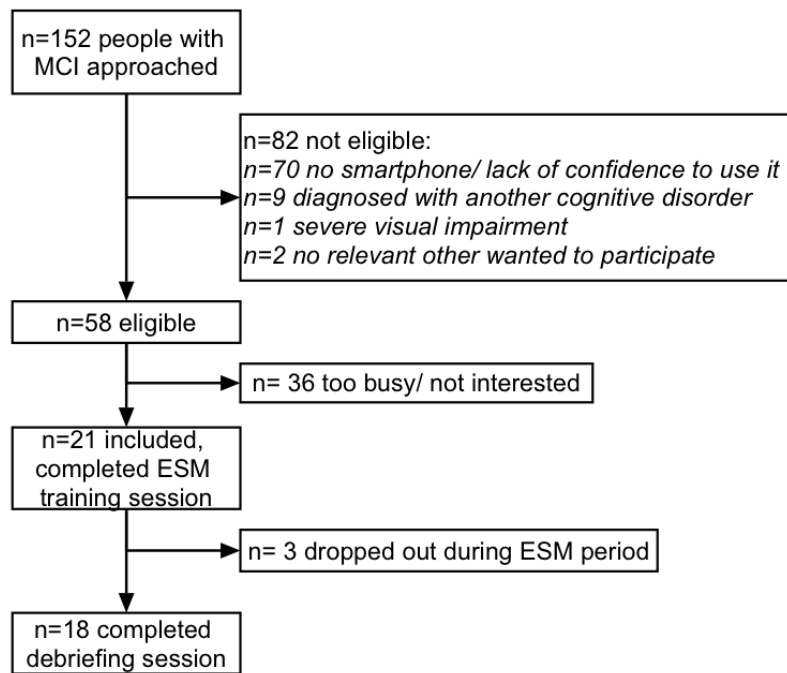 n=152 people with
MCI approached
n=82 not eligible:
n=70 no smartphone/ lack of confidence to use it
n=9 diagnosed with another cognitive disorder
n=1 severe visual impairment
n=2 no relevant other wanted to participate
n=58 eligible
n= 36 too busy/ not interested
n=21 included,
completed ESM
training session
n= 3 dropped out during ESM period
n=18 completed
debriefing session